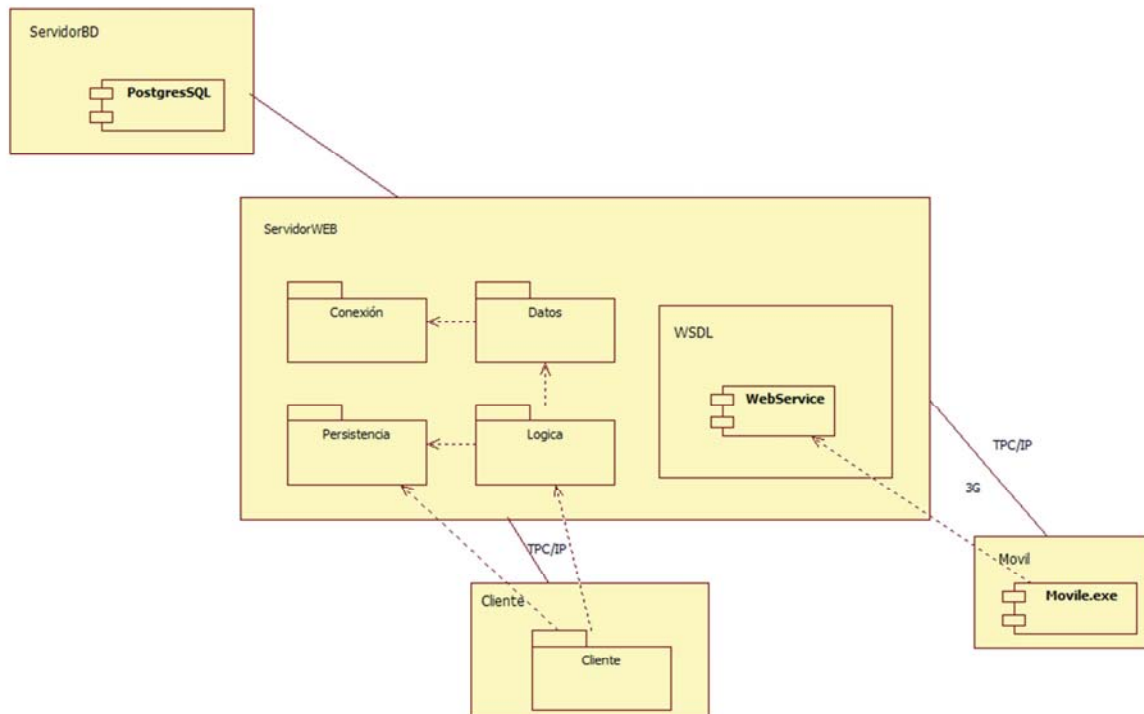 ServidorBD
PostgresSQL
ServidorWEB
Conexión
Datos
WSDL
WebService
Persistencia
Logica
TPC/IP
3G
TPC/IP
Movil
Movile.exe
Cliente
Cliente